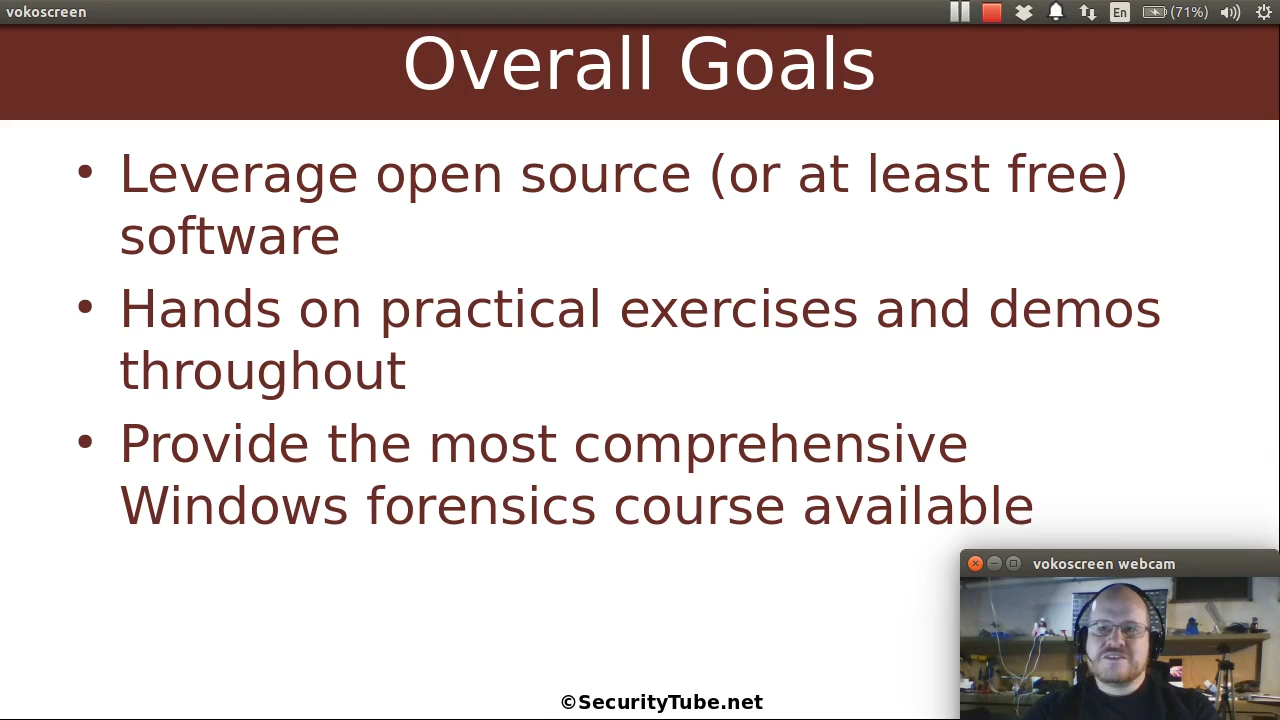 vokoscreen
En
(71%)
Overall Goals
• Leverage open source (or at least free)
software
• Hands on practical exercises and demos
throughout
• Provide the most comprehensive
Windows forensics course available
vokoscreen webcam
©SecurityTube.net